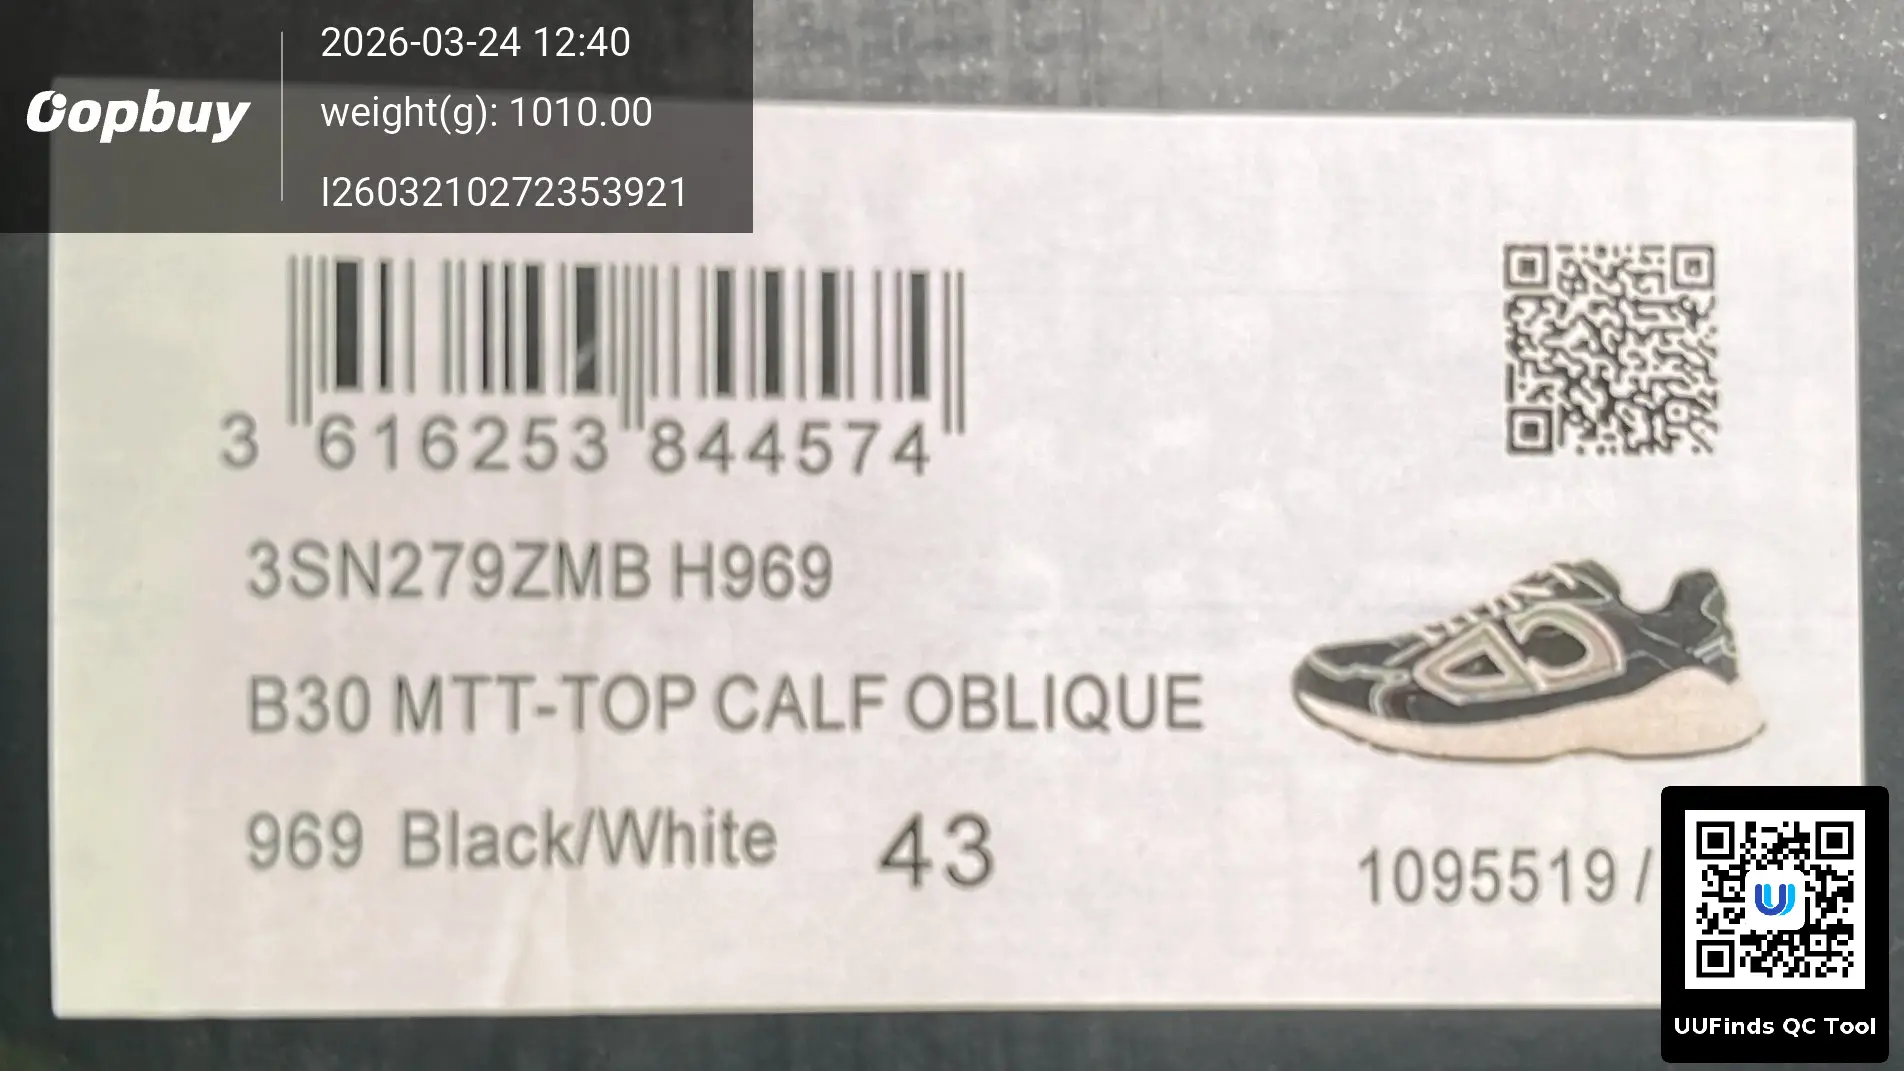 Oopbuy
2026-03-24 12:40
weight(g): 1010.00
I2603210272353921
3 616253 844574
3SN279ZMB H969
B30 MTT-TOP CALF OBLIQUE
969 Black/White 43
1095519 /
UUFinds QC Tool